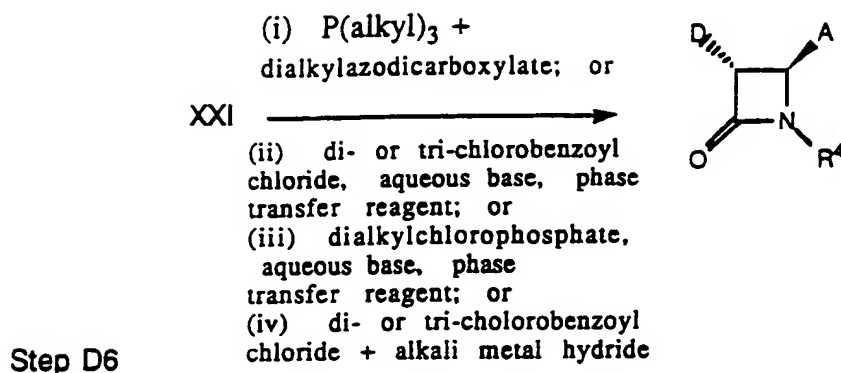 (i) P(alkyl)3 +
dialkylazodicarboxylate; or
XXI
(ii) di- or tri-chlorobenzoyl
chloride, aqueous base, phase
transfer reagent; or
(iii) dialkylchlorophosphate,
aqueous base, phase
transfer reagent; or
(iv) di- or tri-cholorobenzoyl
chloride + alkali metal hydride
D
A
N
O
R4
Step D6